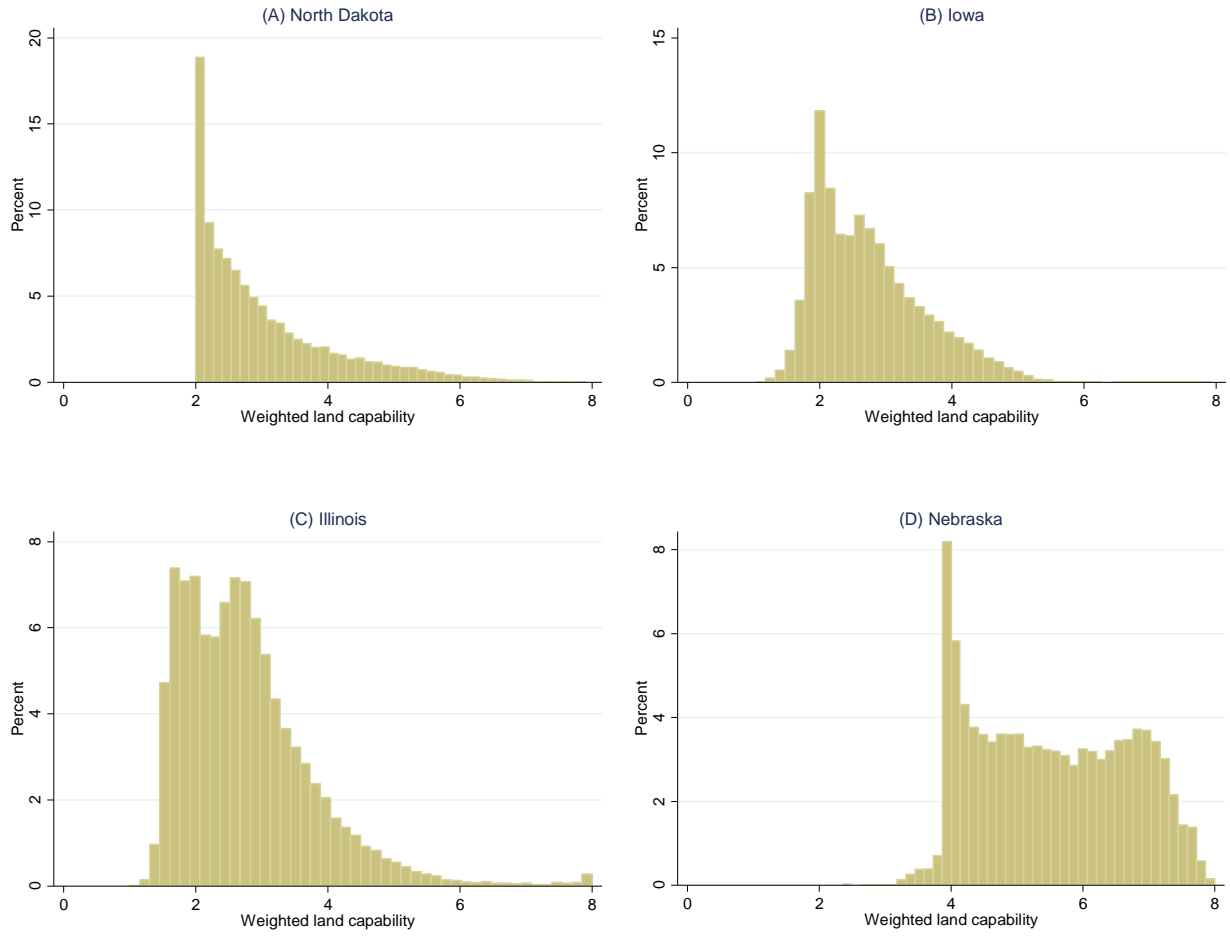 (A) North Dakota
20
15
10
5
0
Percent
0 2 4 6 8
Weighted land capability
(B) Iowa
15
10
5
0
Percent
0 2 4 6 8
Weighted land capability
(C) Illinois
8
6
4
2
0
Percent
0 2 4 6 8
Weighted land capability
(D) Nebraska
8
6
4
2
0
Percent
0 2 4 6 8
Weighted land capability